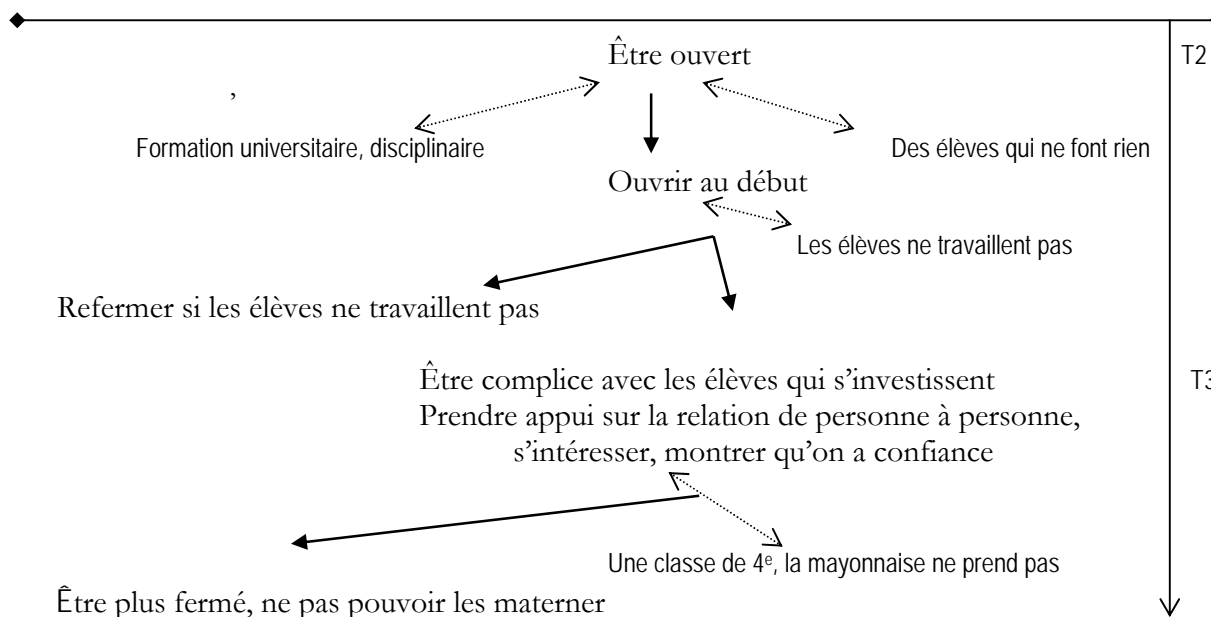 Être ouvert
T2
,
Formation universitaire, disciplinaire
Des élèves qui ne font rien
Ouvrir au début
Les élèves ne travaillent pas
Refermer si les élèves ne travaillent pas
Être complice avec les élèves qui s’investissent
T3
Prendre appui sur la relation de personne à personne,
s’intéresser, montrer qu’on a confiance
Une classe de 4e, la mayonnaise ne prend pas
Être plus fermé, ne pas pouvoir les materner